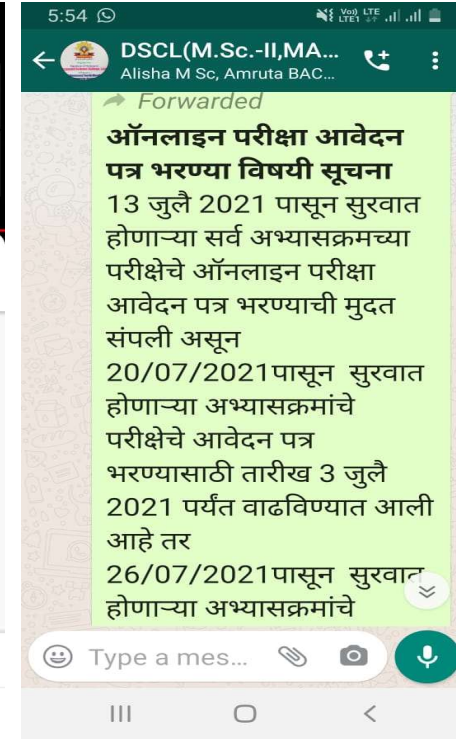 5:54
Vo) LTE
LTE1
DSCL(M.Sc.-II,MA...
Alisha M Sc, Amruta BAC...
Forwarded
ऑनलाइन परीक्षा आवेदन
पत्र भरण्या विषयी सूचना
13 जुलै 2021 पासून सुरवात
होणाऱ्या सर्व अभ्यासक्रमच्या
परीक्षेचे ऑनलाइन परीक्षा
आवेदन पत्र भरण्याची मुदत
संपली असून
20/07/2021पासून सुरवात
होणाऱ्या अभ्यासक्रमांचे
परीक्षेचे आवेदन पत्र
भरण्यासाठी तारीख 3 जुलै
2021 पर्यंत वाढविण्यात आली
आहे तर
26/07/2021पासून सुरवात
होणाऱ्या अभ्यासक्रमांचे
Type a mes...